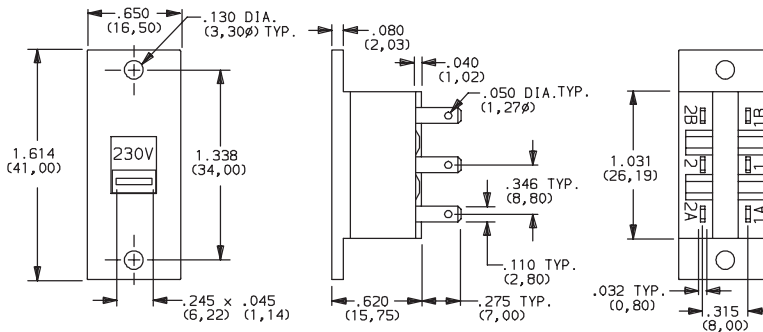 .650
(16,50)
.130 DIA.
(3,30ø) TYP.
1.614
(41,00)
230V
1.338
(34,00)
.245 x .045
(6,22) (1,14)
.080
(2,03)
.040
(1,02)
.050 DIA.TYP.
(1,27ø)
.346 TYP.
(8,80)
.110 TYP.
(2,80)
.620
(15,75)
.275 TYP.
(7,00)
1.031
(26,19)
2B
1B
2
1
2A
1A
.032 TYP.
(0,80)
.315
(8,00)